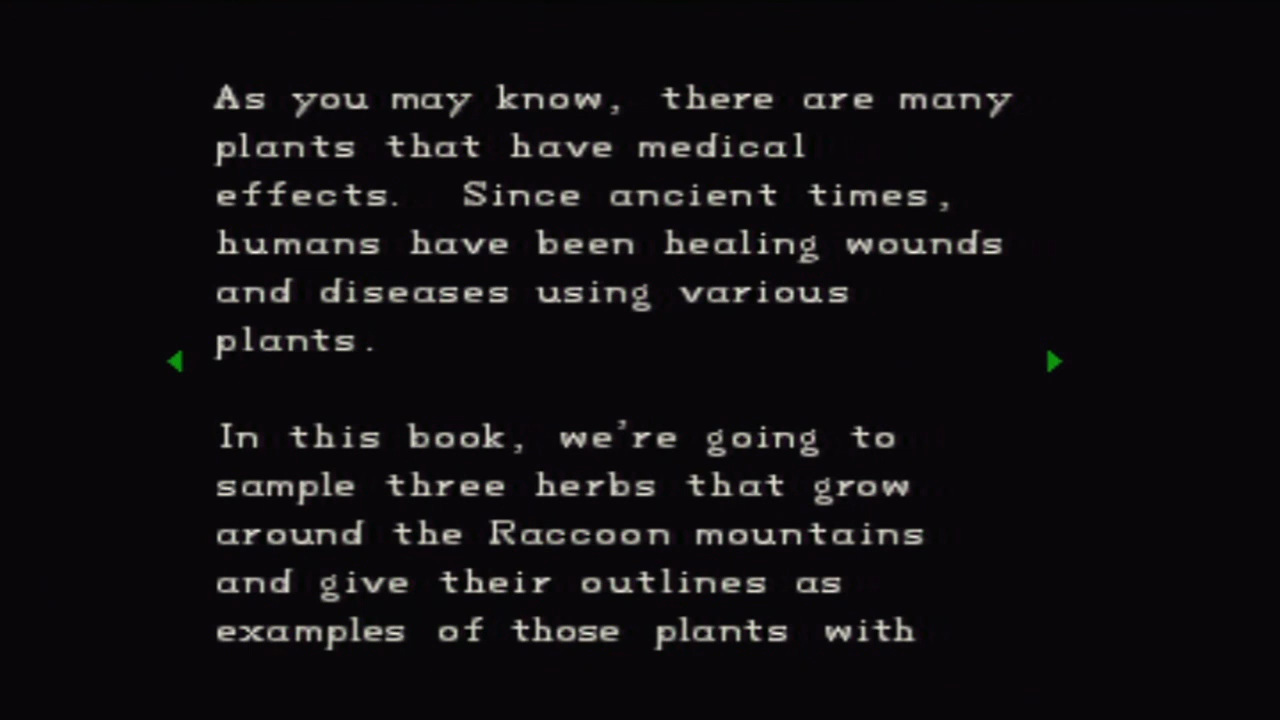 As you may know, there are many
plants that have medical
effects. Since ancient times,
humans have been healing wounds
and diseases using various
plants.
In this book, we're going to
sample three herbs that grow
around the Raccoon mountains
and give their outlines as
examples of those plants with